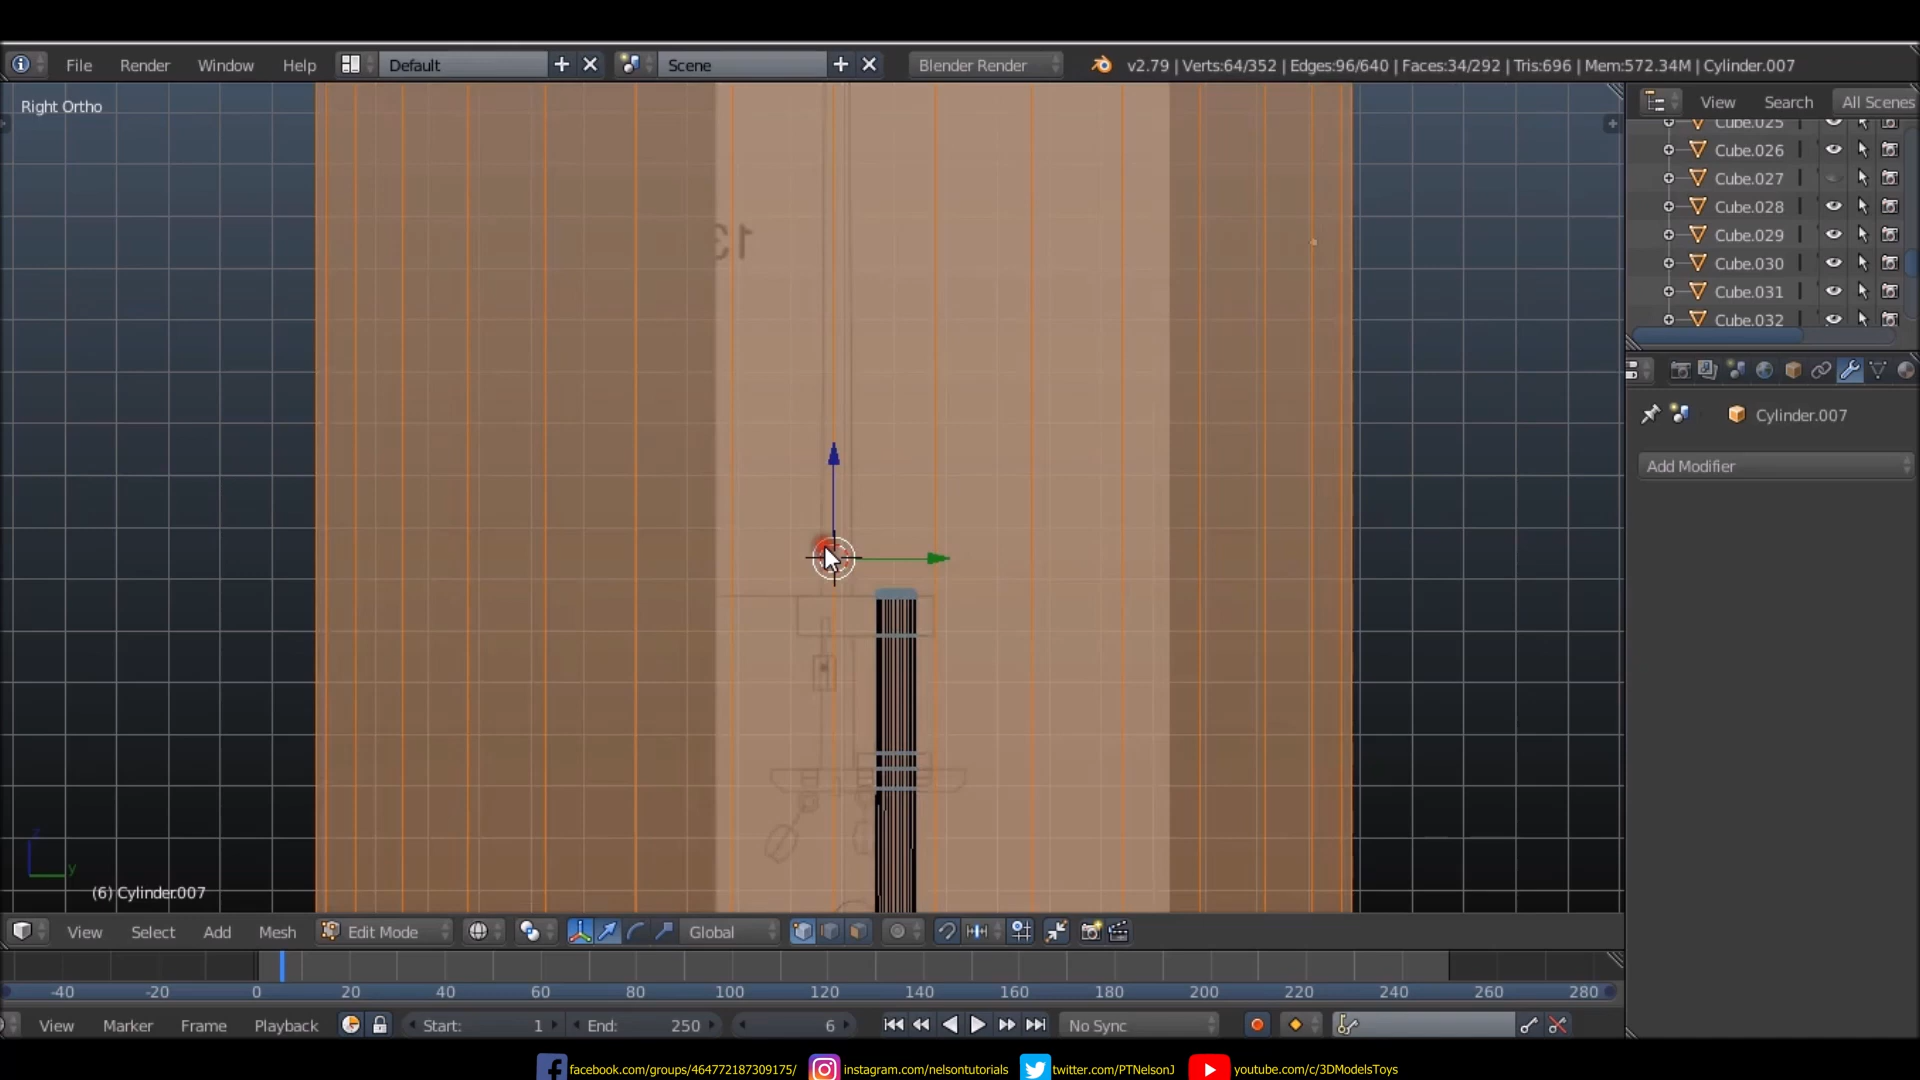 File Render Window Help Default Scene Blender Render v2.79 | Verts:64/352 | Edges:96/640 | Faces:34/292 | Tris:696 | Mem:572.34M | Cylinder.007
Right Ortho
View Search All Scenes
Cube.025
Cube.026
Cube.027
Cube.028
Cube.029
Cube.030
Cube.031
Cube.032
Cylinder.007
Add Modifier
13
z
y
(6) Cylinder.007
View Select Add Mesh Edit Mode Global
-40 -20 0 20 40 60 80 100 120 140 160 180 200 220 240 260 280
View Marker Frame Playback Start: 1 End: 250 6 No Sync
facebook.com/groups/464772187309175/ instagram.com/nelsontutorials twitter.com/PTNelsonJ youtube.com/c/3DModelsToys